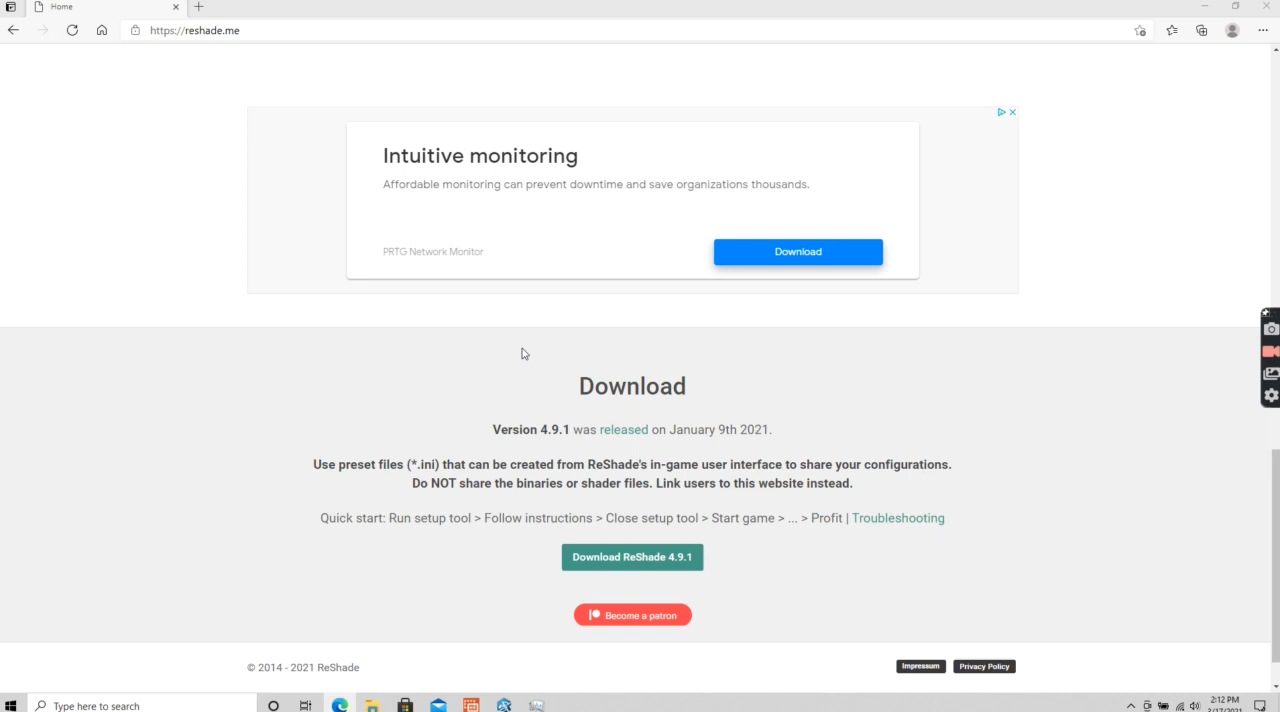 Home
https://reshade.me
Intuitive monitoring
Affordable monitoring can prevent downtime and save organizations thousands.
PRTG Network Monitor
Download
Download
Version 4.9.1 was released on January 9th 2021.
Use preset files (*.ini) that can be created from ReShade's in-game user interface to share your configurations.
Do NOT share the binaries or shader files. Link users to this website instead.
Quick start: Run setup tool > Follow instructions > Close setup tool > Start game > ... > Profit | Troubleshooting
Download ReShade 4.9.1
Become a patron
© 2014 - 2021 ReShade
Impressum
Privacy Policy
Type here to search
2:12 PM
3/17/2021